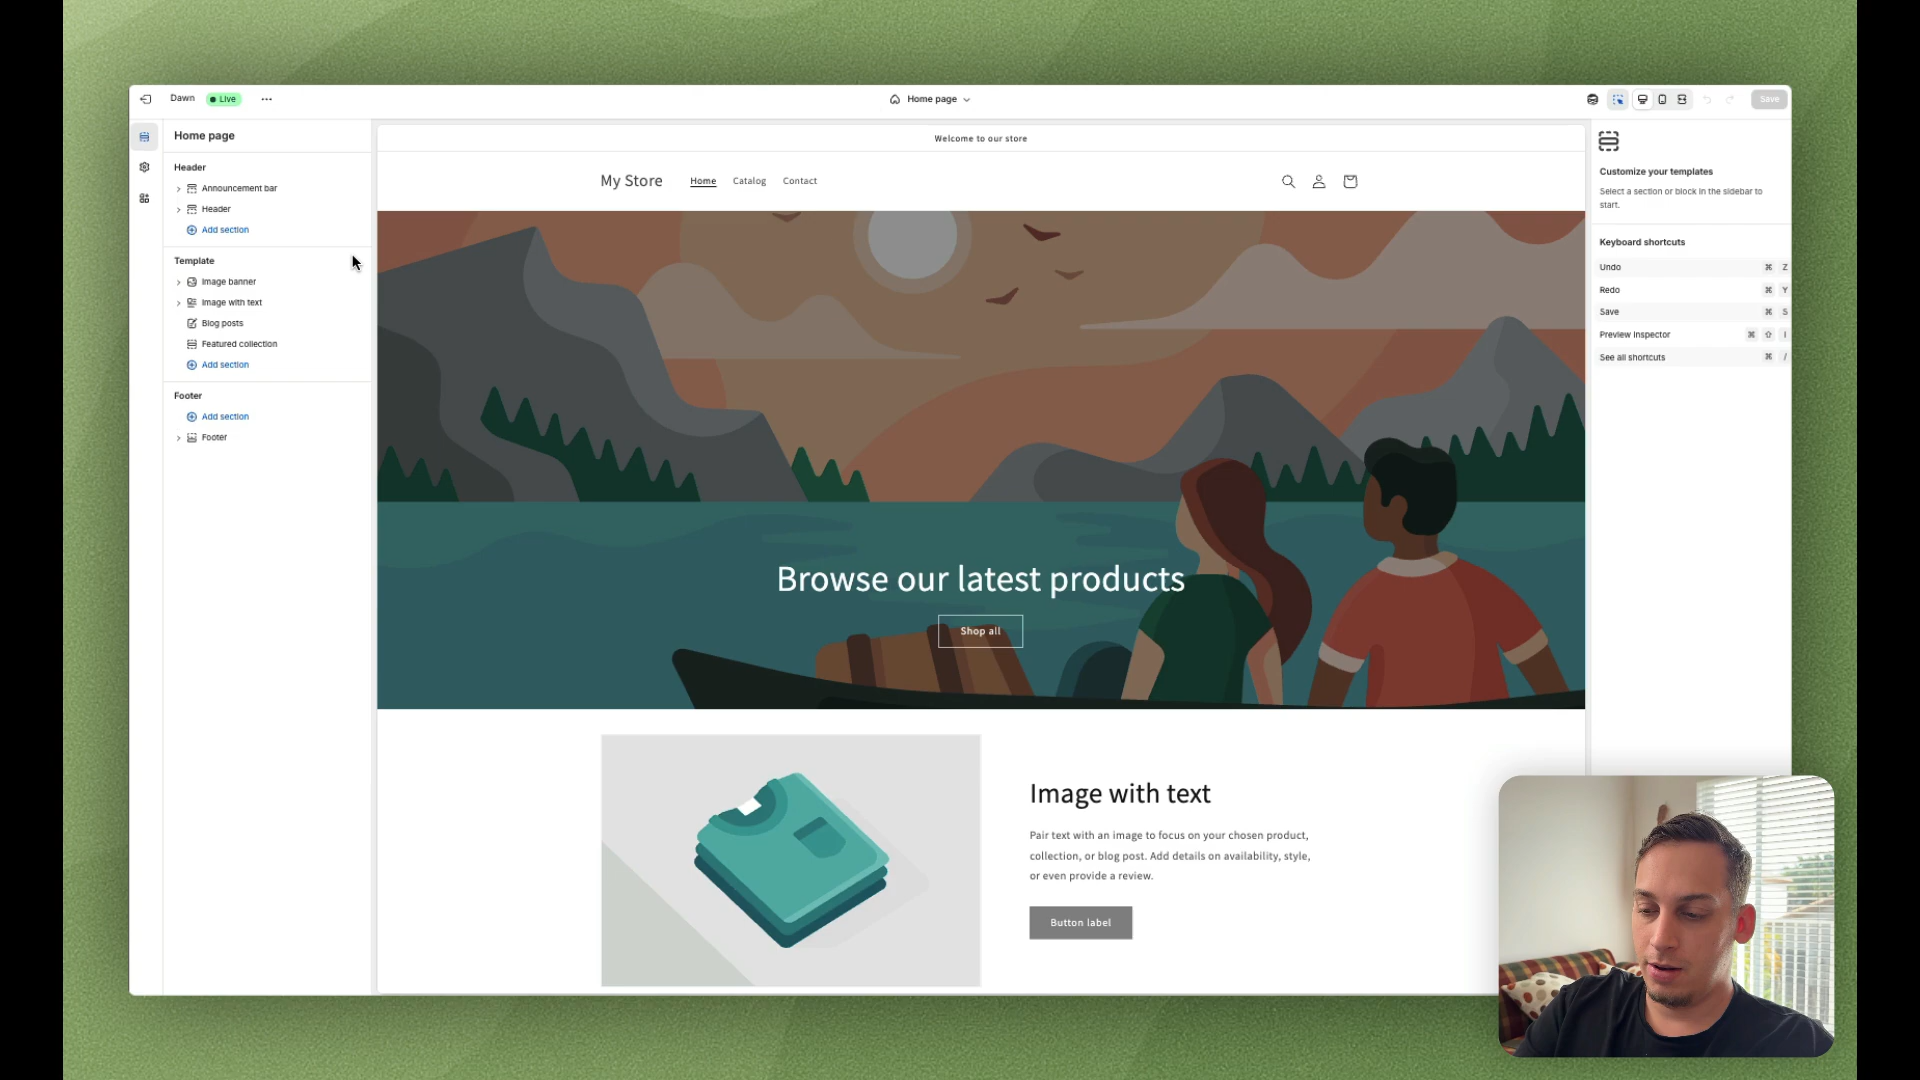 Dawn
Live
Home page
Save
Home page
Header
Announcement bar
Header
Add section
Template
Image banner
Image with text
Blog posts
Featured collection
Add section
Footer
Add section
Footer
Welcome to our store
My Store
Home
Catalog
Contact
Browse our latest products
Shop all
Image with text
Pair text with an image to focus on your chosen product,
collection, or blog post. Add details on availability, style,
or even provide a review.
Button label
Customize your templates
Select a section or block in the sidebar to
start.
Keyboard shortcuts
Undo ⌘ Z
Redo ⌘ Y
Save ⌘ S
Preview inspector ⌘ ⇧ I
See all shortcuts ⌘ /